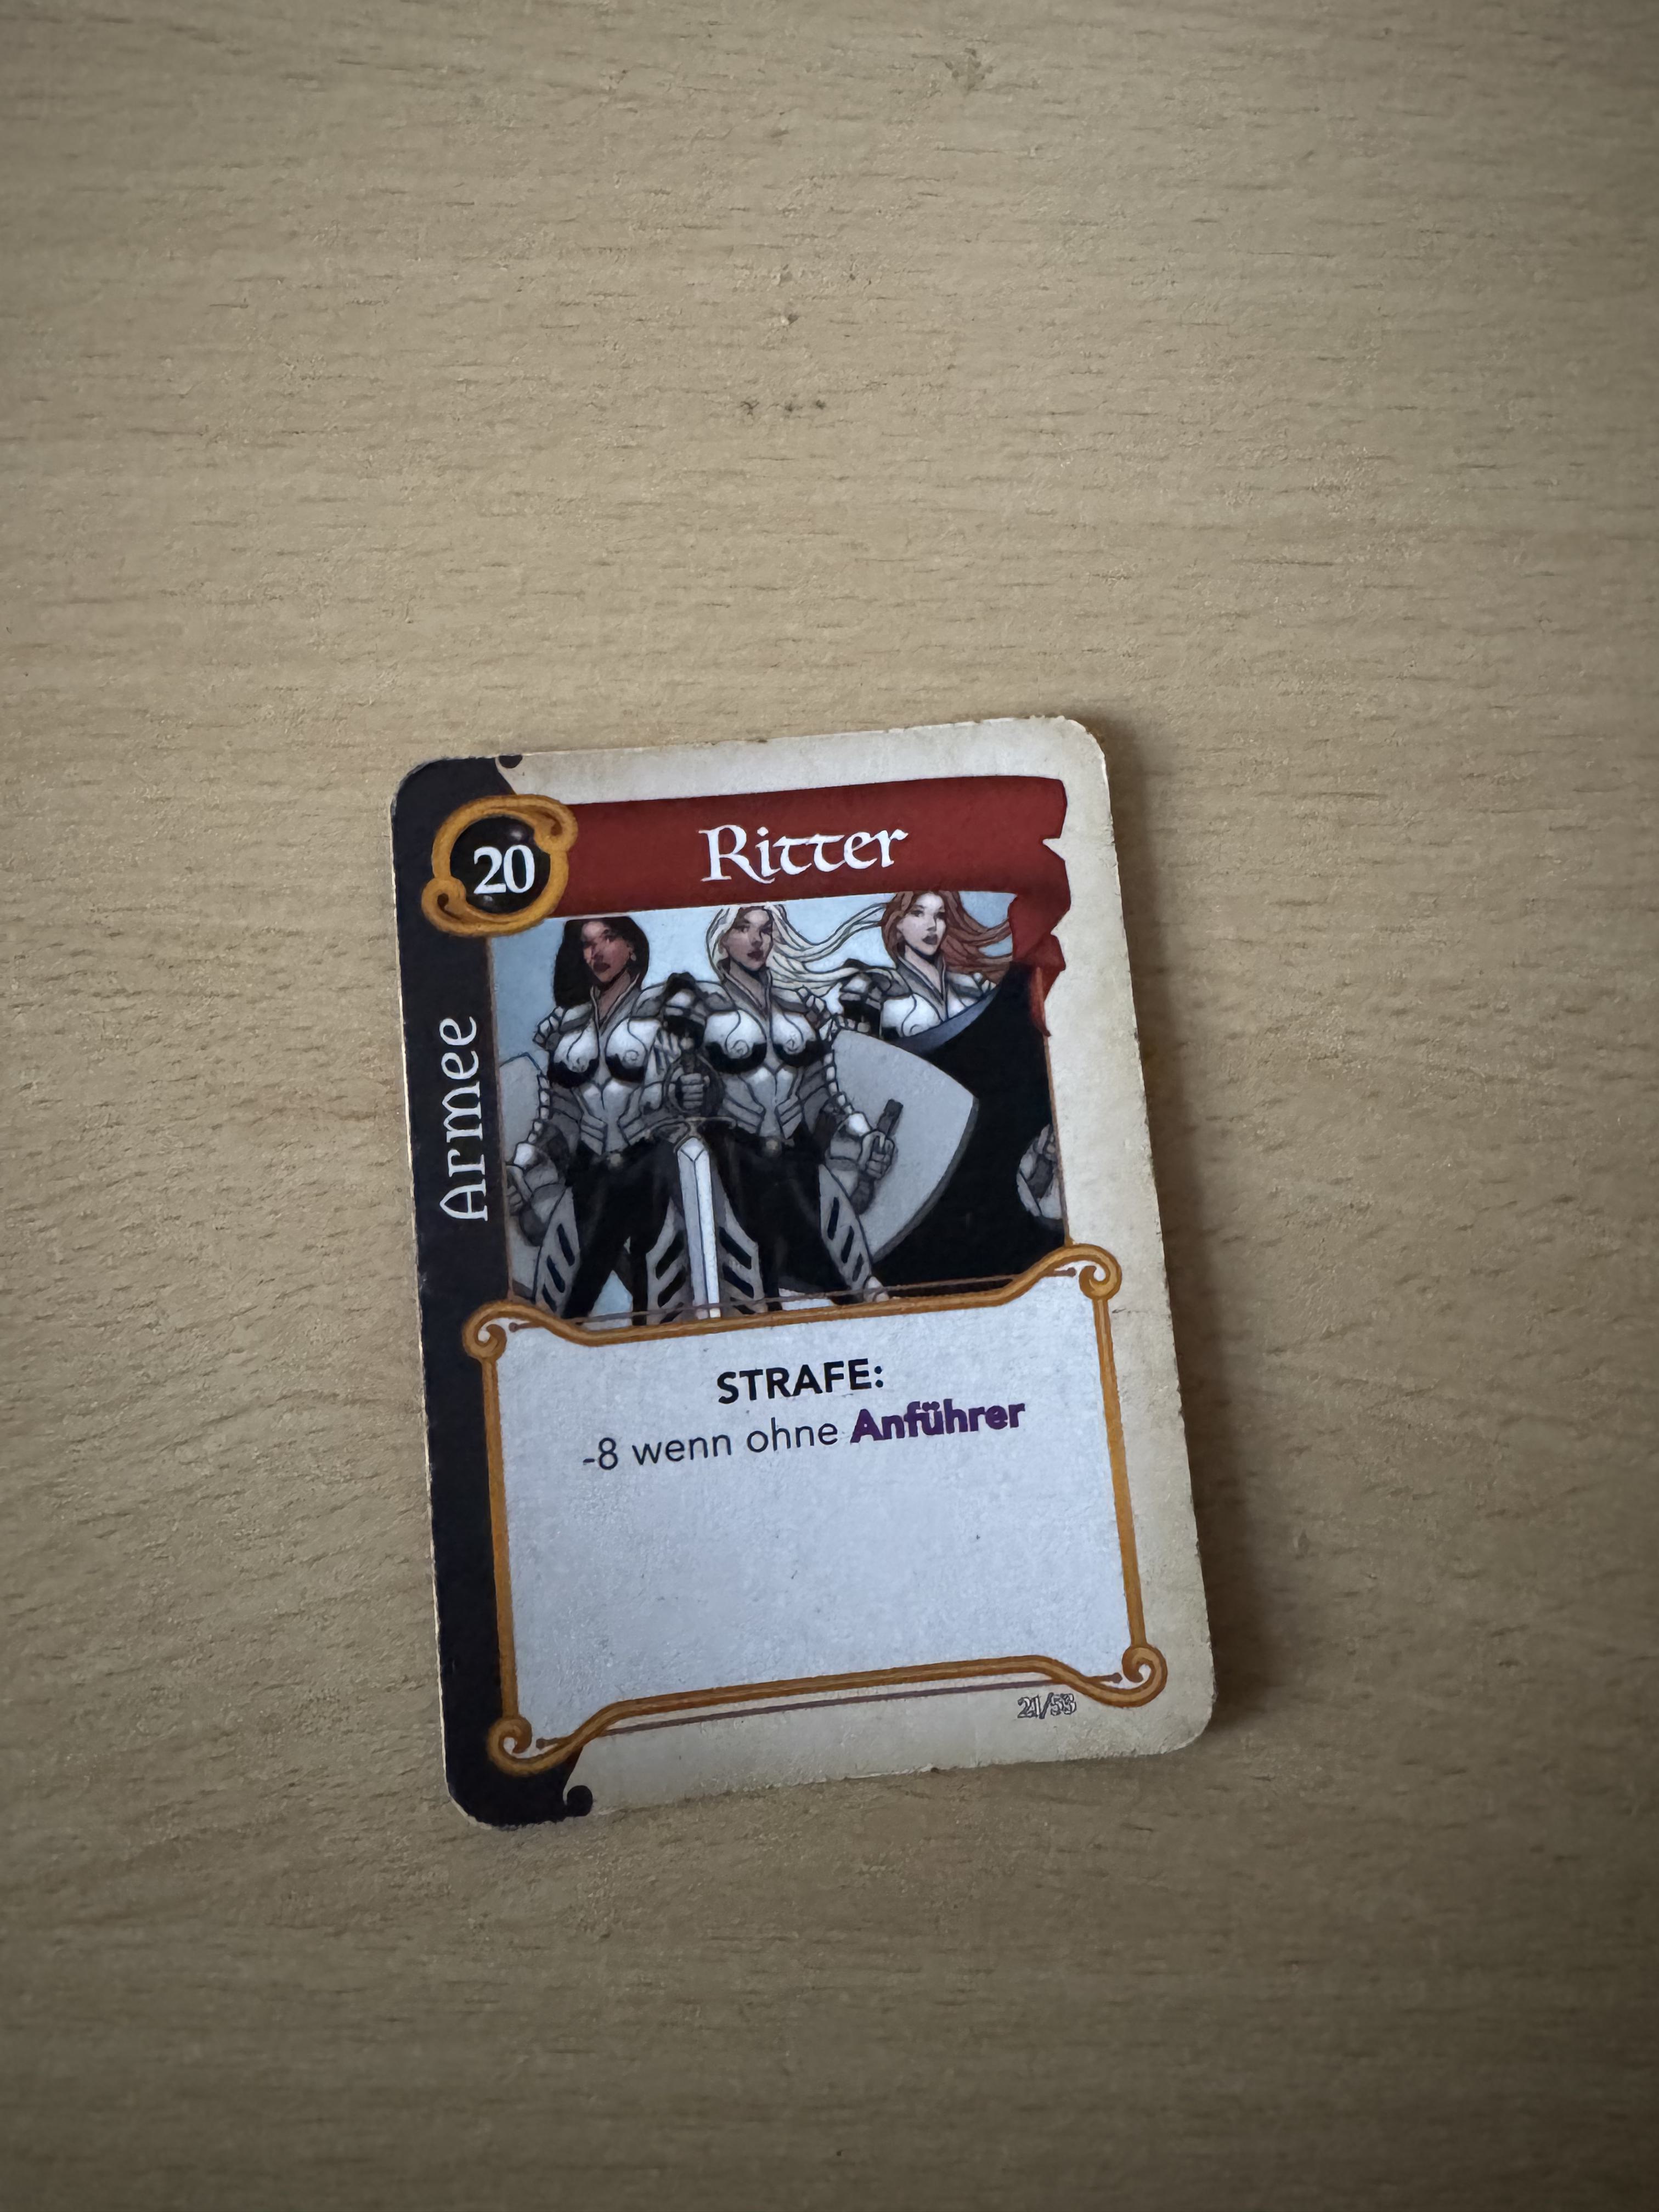 20
Ritter
Armee
STRAFE:
-8 wenn ohne Anführer
21/53